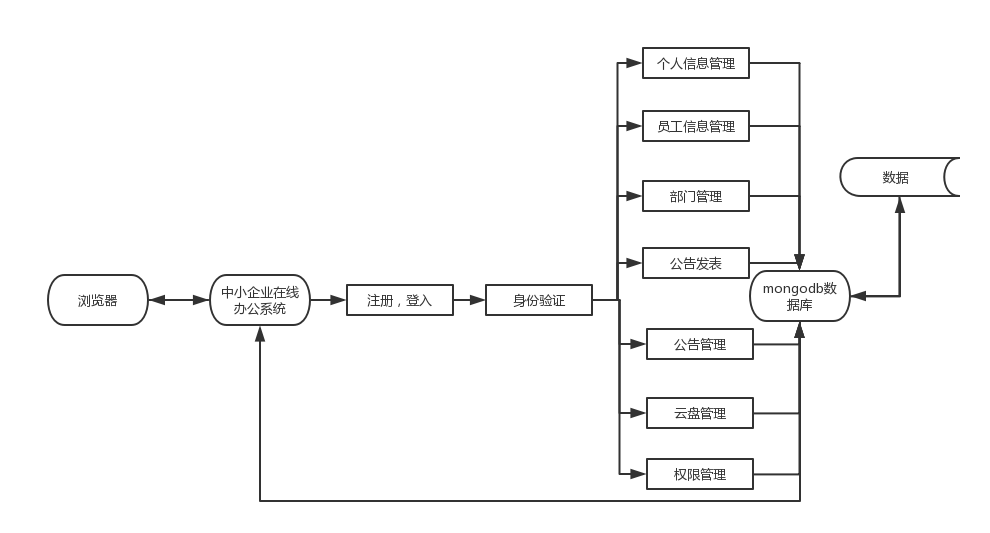 个人信息管理
员工信息管理
数据
部门管理
公告发表
浏览器
中小企业在线
办公系统
注册，登入
身份验证
mongodb数
据库
公告管理
云盘管理
权限管理